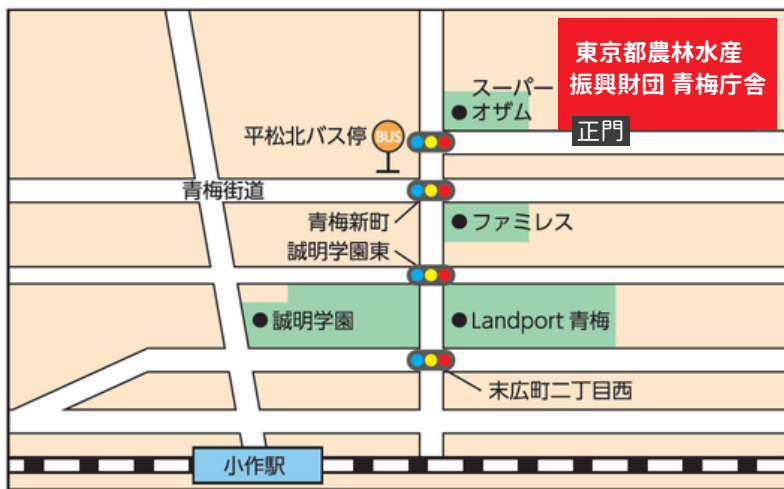 東京都農林水産
振興財団 青梅庁舎
スーパー
オザム
正門
平松北バス停
BUS
青梅街道
青梅新町
ファミレス
誠明学園東
誠明学園
Landport 青梅
末広町二丁目西
小作駅